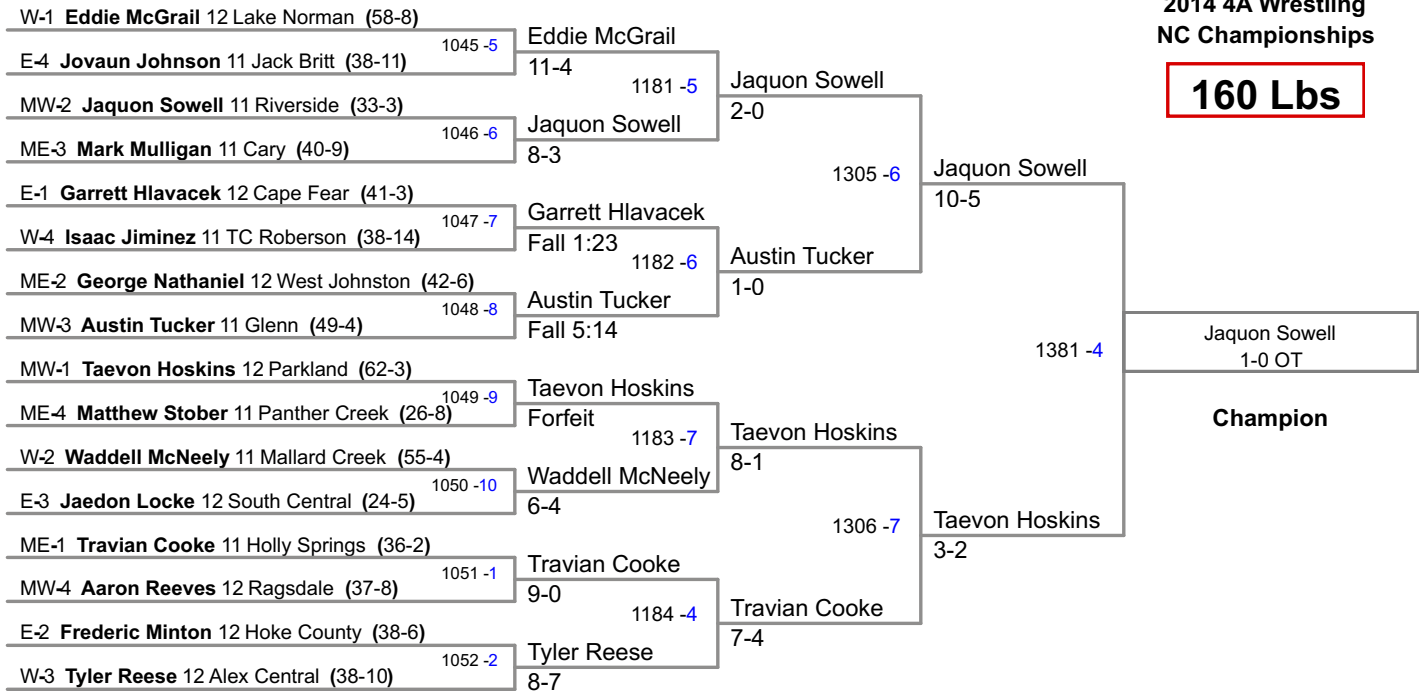 2014 4A Wrestling
NC Championships
160 Lbs
W-1 Eddie McGrail 12 Lake Norman (58-8)
E-4 Jovaun Johnson 11 Jack Britt (38-11)
MW-2 Jaquon Sowell 11 Riverside (33-3)
ME-3 Mark Mulligan 11 Cary (40-9)
E-1 Garrett Hlavacek 12 Cape Fear (41-3)
W-4 Isaac Jiminez 11 TC Roberson (38-14)
ME-2 George Nathaniel 12 West Johnston (42-6)
MW-3 Austin Tucker 11 Glenn (49-4)
MW-1 Taevon Hoskins 12 Parkland (62-3)
ME-4 Matthew Stober 11 Panther Creek (26-8)
W-2 Waddell McNeely 11 Mallard Creek (55-4)
E-3 Jaedon Locke 12 South Central (24-5)
ME-1 Travian Cooke 11 Holly Springs (36-2)
MW-4 Aaron Reeves 12 Ragsdale (37-8)
E-2 Frederic Minton 12 Hoke County (38-6)
W-3 Tyler Reese 12 Alex Central (38-10)
1045 -5
1046 -6
1047 -7
1048 -8
1049 -9
1050 -10
1051 -1
1052 -2
Eddie McGrail
11-4
Jaquon Sowell
8-3
Garrett Hlavacek
Fall 1:23
Austin Tucker
Fall 5:14
Taevon Hoskins
Forfeit
Waddell McNeely
6-4
Travian Cooke
9-0
Tyler Reese
8-7
1181 -5
1182 -6
1183 -7
1184 -4
Jaquon Sowell
2-0
Austin Tucker
1-0
Taevon Hoskins
8-1
Travian Cooke
7-4
1305 -6
1306 -7
Jaquon Sowell
10-5
Taevon Hoskins
3-2
1381 -4
Jaquon Sowell
1-0 OT
Champion